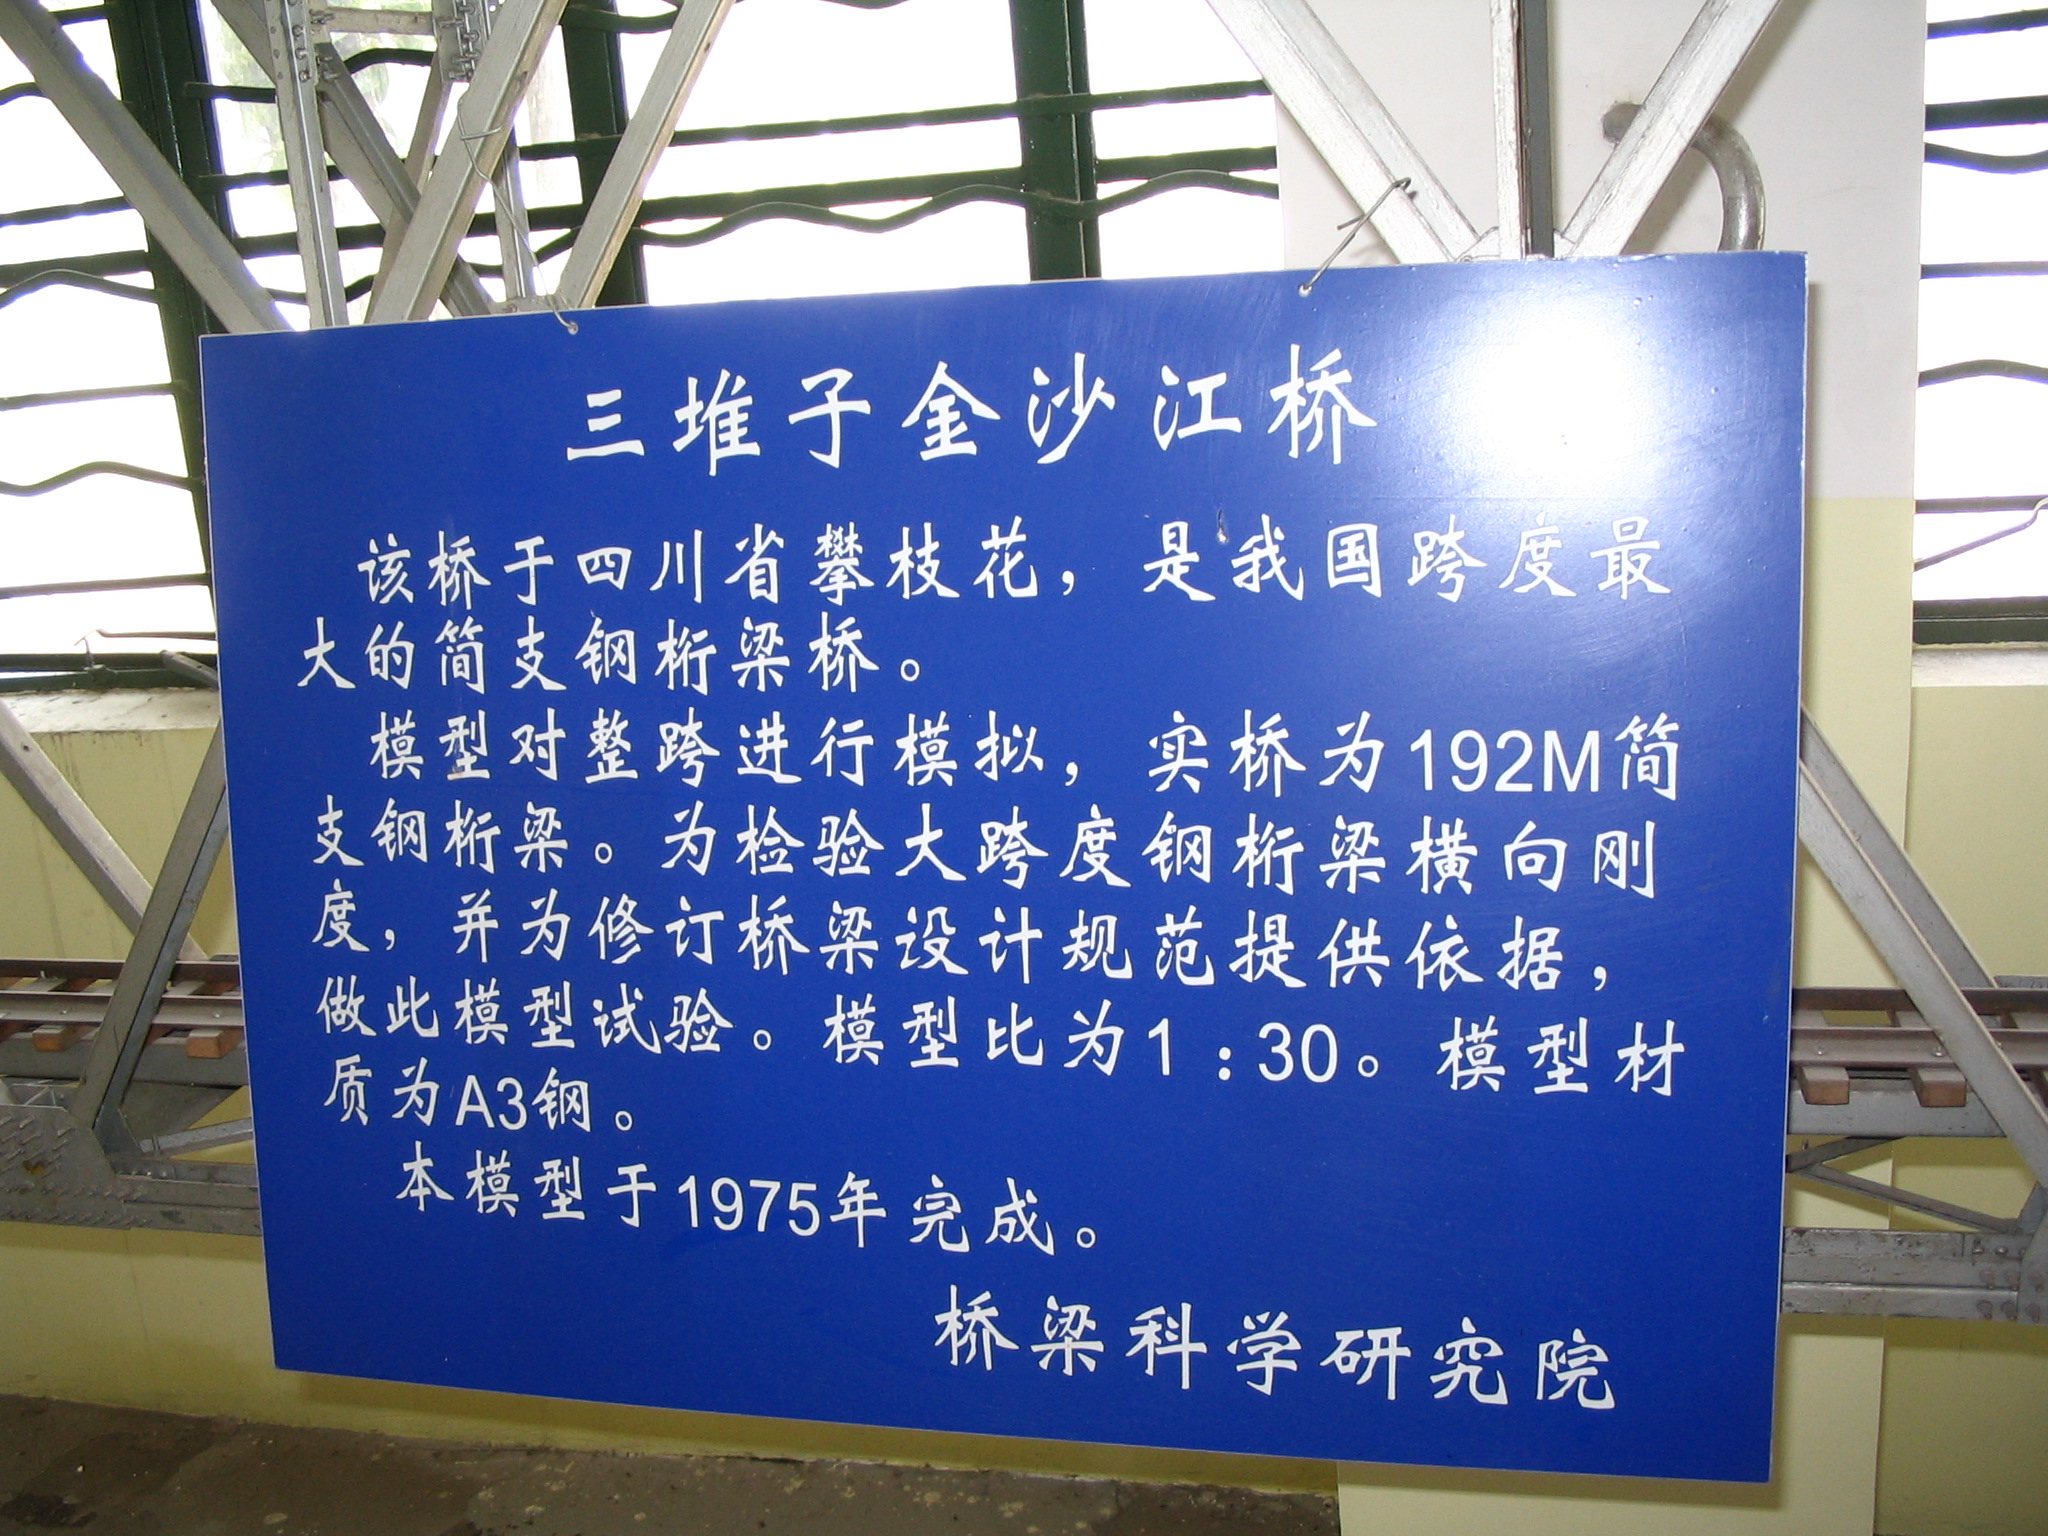 三堆子金沙江桥
该桥于四川省攀枝花，是我国跨度最
大的简支钢桁梁桥。
模型对整跨进行模拟，实桥为192M简
支钢桁梁。为检验大跨度钢桁梁横向刚
度，并为修订桥梁设计规范提供依据，
做此模型试验。模型比为1：30。模型材
质为A3钢。
本模型于1975年完成。
桥梁科学研究院